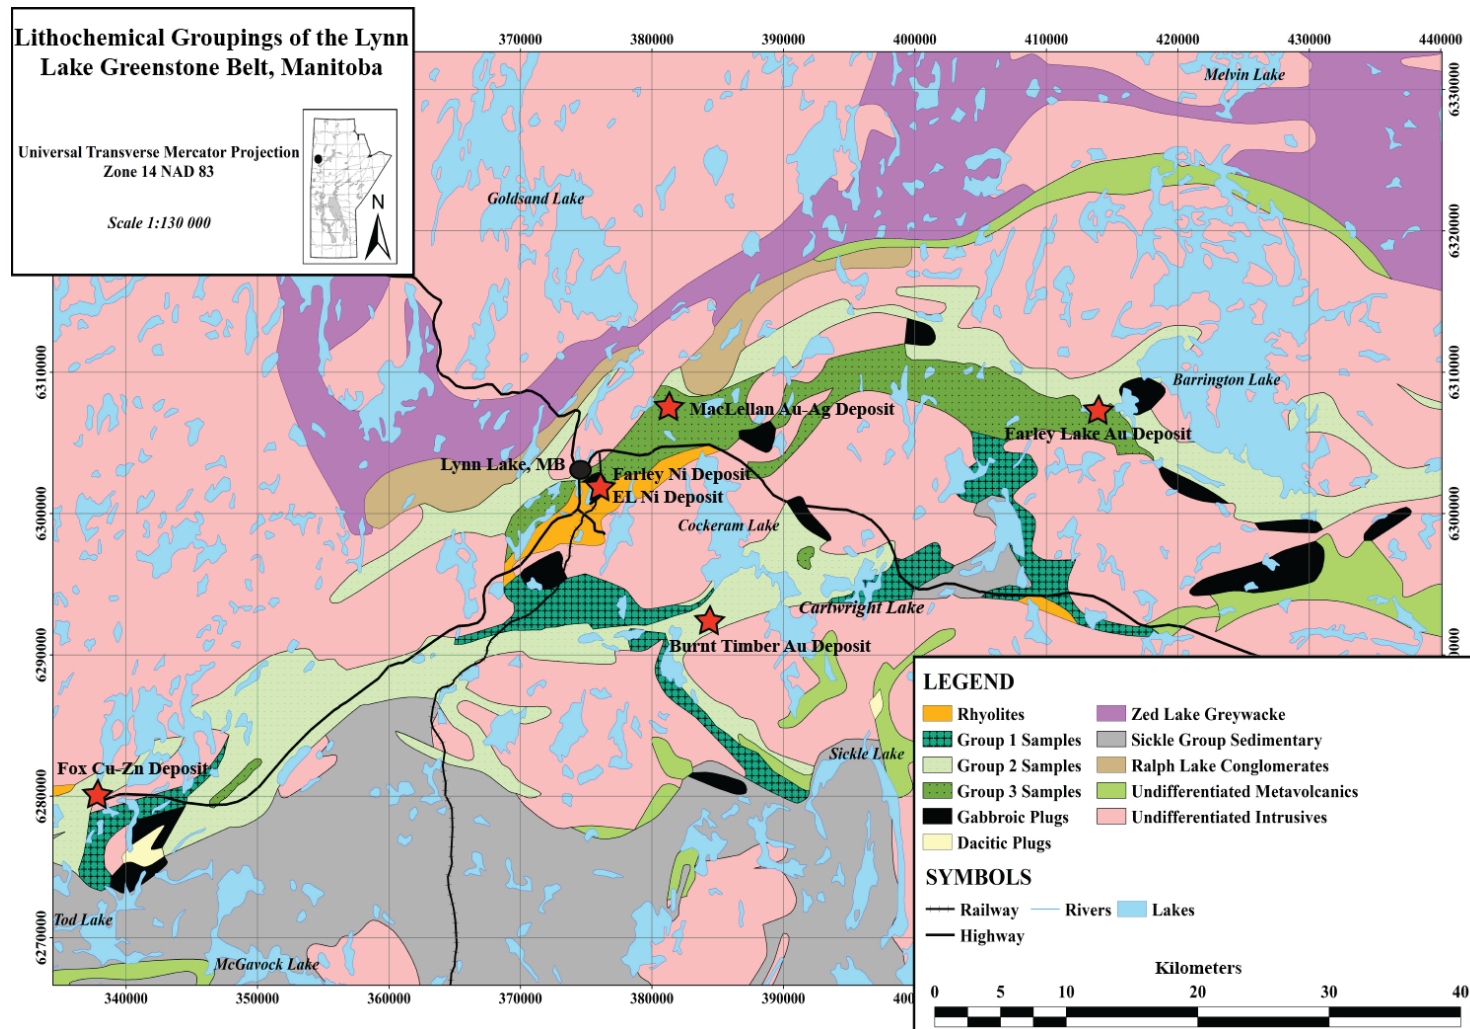 Lithochemical Groupings of the Lynn
Lake Greenstone Belt, Manitoba
Universal Transverse Mercator Projection
Zone 14 NAD 83
Scale 1:130 000
N
370000
380000
390000
400000
410000
420000
430000
440000
6330000
6320000
6310000
6300000
6310000
6300000
6290000
6280000
6270000
Melvin Lake
Goldsand Lake
Barrington Lake
MacLellan Au-Ag Deposit
Farley Lake Au Deposit
Lynn Lake, MB
Farley Ni Deposit
EL Ni Deposit
Cockeram Lake
Cartwright Lake
Burnt Timber Au Deposit
Sickle Lake
Fox Cu-Zn Deposit
Tod Lake
McGavock Lake
340000
350000
360000
370000
380000
390000
LEGEND
Rhyolites
Group 1 Samples
Group 2 Samples
Group 3 Samples
Gabbroic Plugs
Dacitic Plugs
Zed Lake Greywacke
Sickle Group Sedimentary
Ralph Lake Conglomerates
Undifferentiated Metavolcanics
Undifferentiated Intrusives
SYMBOLS
Railway
Rivers
Lakes
Highway
Kilometers
0
5
10
20
30
40